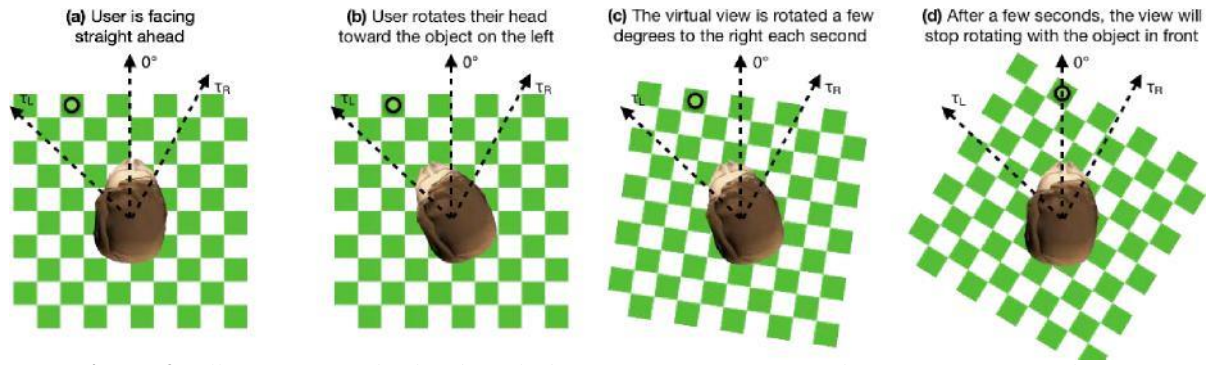 (a) User is facing
straight ahead
0°
τL
τR
(b) User rotates their head
toward the object on the left
0°
τL
τR
(c) The virtual view is rotated a few
degrees to the right each second
0°
τL
τR
(d) After a few seconds, the view will
stop rotating with the object in front
0°
τL
τR